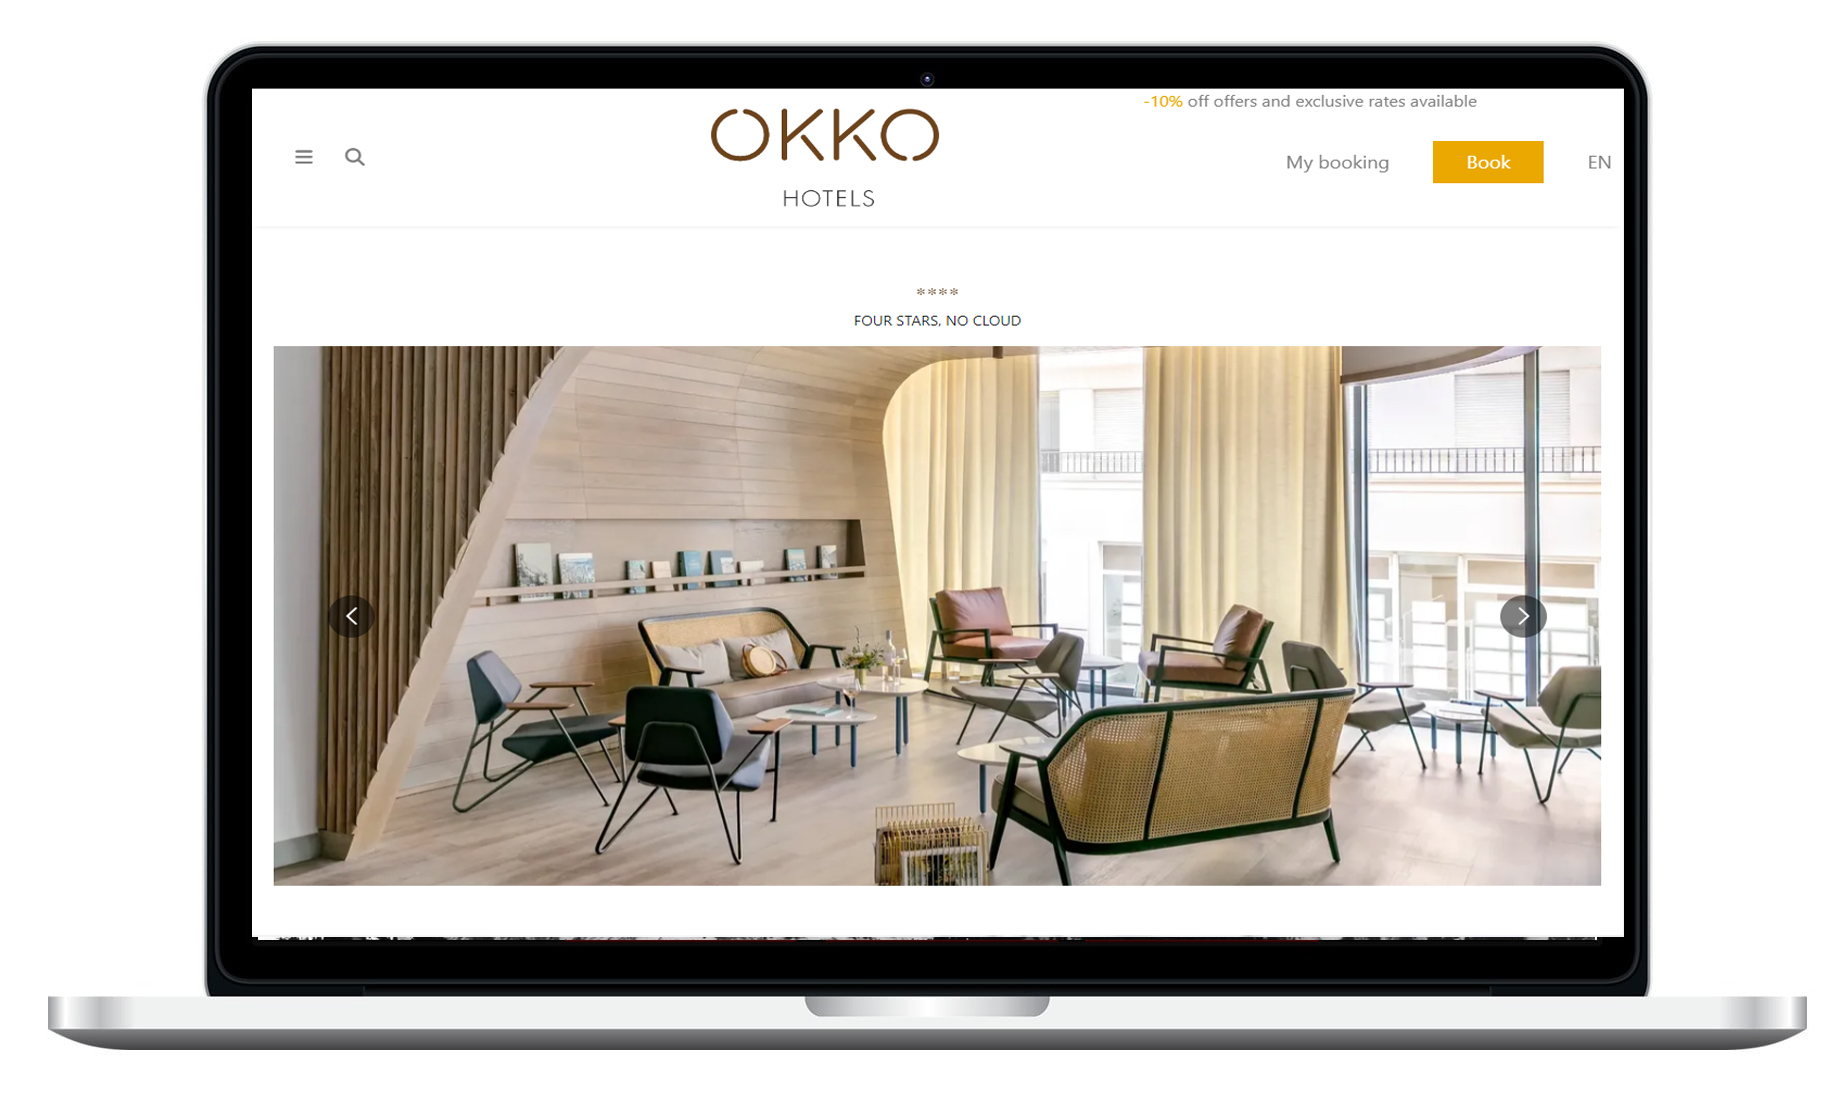 -10% off offers and exclusive rates available
OKKO
HOTELS
My booking
Book
EN
****
FOUR STARS, NO CLOUD